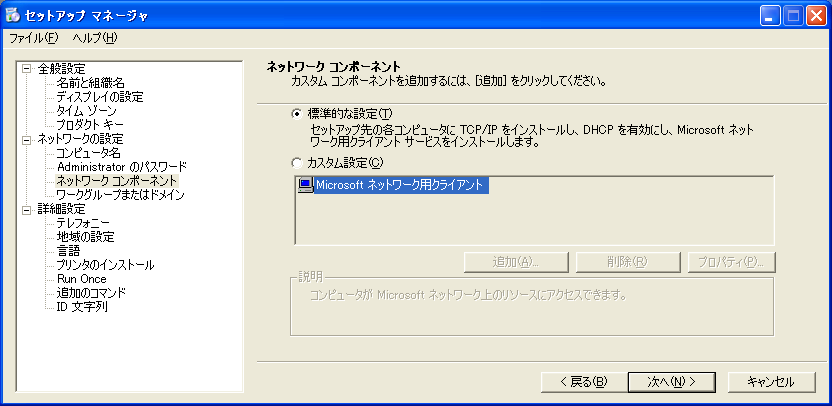 セットアップ マネージャ
ファイル(F) ヘルプ(H)
全般設定
名前と組織名
ディスプレイの設定
タイム ゾーン
プロダクト キー
ネットワークの設定
コンピュータ名
Administrator のパスワード
ネットワーク コンポーネント
ワークグループまたはドメイン
詳細設定
テレフォニー
地域の設定
言語
プリンタのインストール
Run Once
追加のコマンド
ID 文字列
ネットワーク コンポーネント
カスタム コンポーネントを追加するには、[追加] をクリックしてください。
標準的な設定(T)
セットアップ先の各コンピュータに TCP/IP をインストールし、DHCP を有効にし、Microsoft ネット
ワーク用クライアント サービスをインストールします。
カスタム設定(C)
Microsoft ネットワーク用クライアント
追加(A)... 削除(R) プロパティ(P)...
説明
コンピュータが Microsoft ネットワーク上のリソースにアクセスできます。
< 戻る(B) 次へ(N) > キャンセル